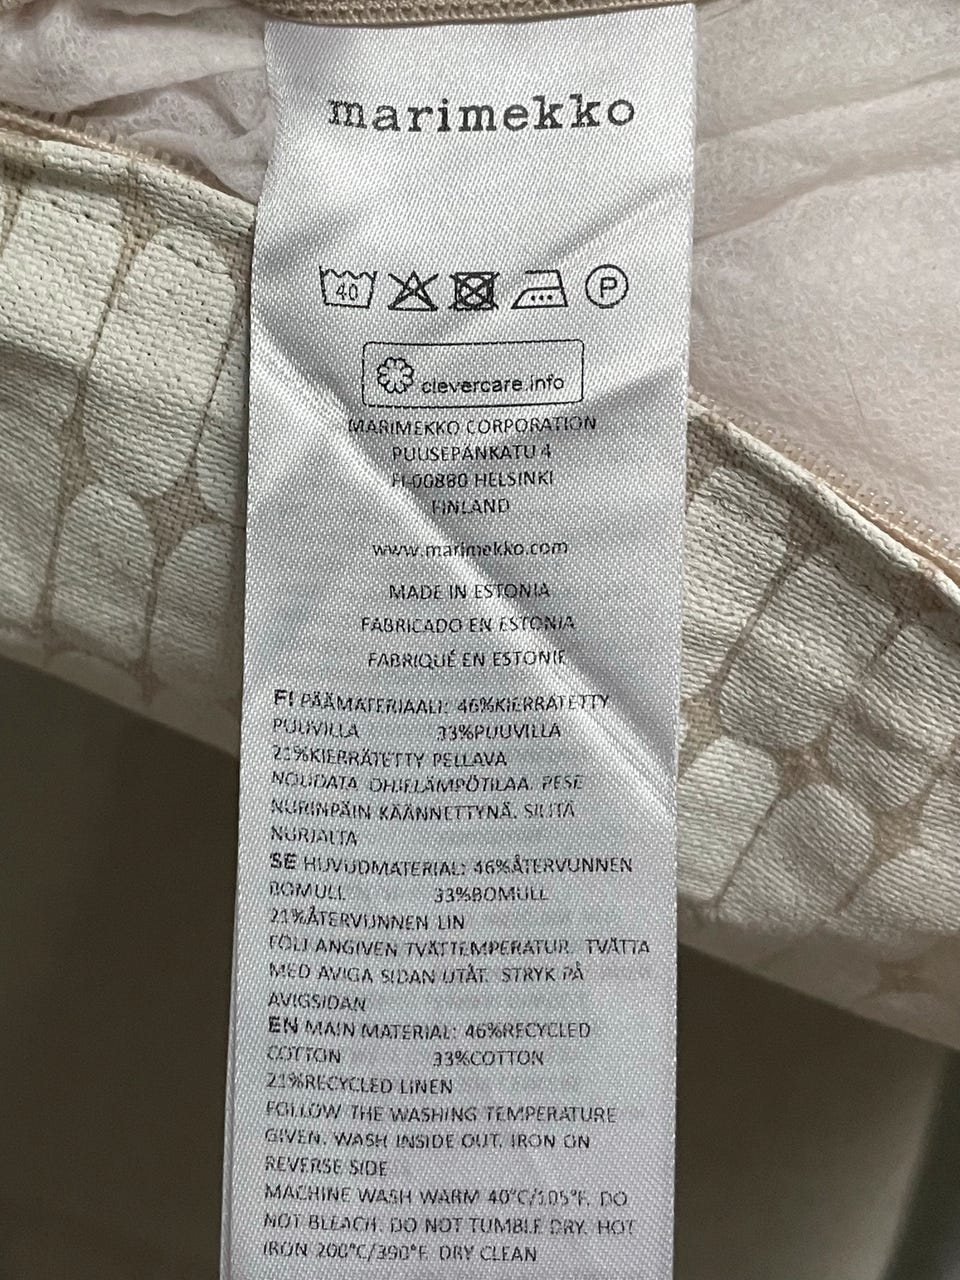 marimekko
40
P
clevercare.info
MARIMEKKO CORPORATION
PUUSEPÄNKATU 4
FI-00880 HELSINKI
FINLAND
www.marimekko.com
MADE IN ESTONIA
FABRICADO EN ESTONIA
FABRIQUÉ EN ESTONIE
FI PÄÄMATERIAALI: 46%KIERRÄTETTY
PUUVILLA 33%PUUVILLA
21%KIERRÄTETTY PELLAVA
NOUDATA OHJELÄMPÖTILAA. PESE
NURINPÄIN KÄÄNNETTYNÄ. SILITÄ
NURJALTA
SE HUVUDMATERIAL: 46%ÅTERVUNNEN
BOMULL 33%BOMULL
21%ÅTERVUNNEN LIN
FÖLJ ANGIVEN TVÄTTEMPERATUR. TVÄTTA
MED AVIGA SIDAN UTÅT. STRYK PÅ
AVIGSIDAN
EN MAIN MATERIAL: 46%RECYCLED
COTTON 33%COTTON
21%RECYCLED LINEN
FOLLOW THE WASHING TEMPERATURE
GIVEN. WASH INSIDE OUT. IRON ON
REVERSE SIDE
MACHINE WASH WARM 40°C/105°F. DO
NOT BLEACH. DO NOT TUMBLE DRY. HOT
IRON 200°C/390°F. DRY CLEAN